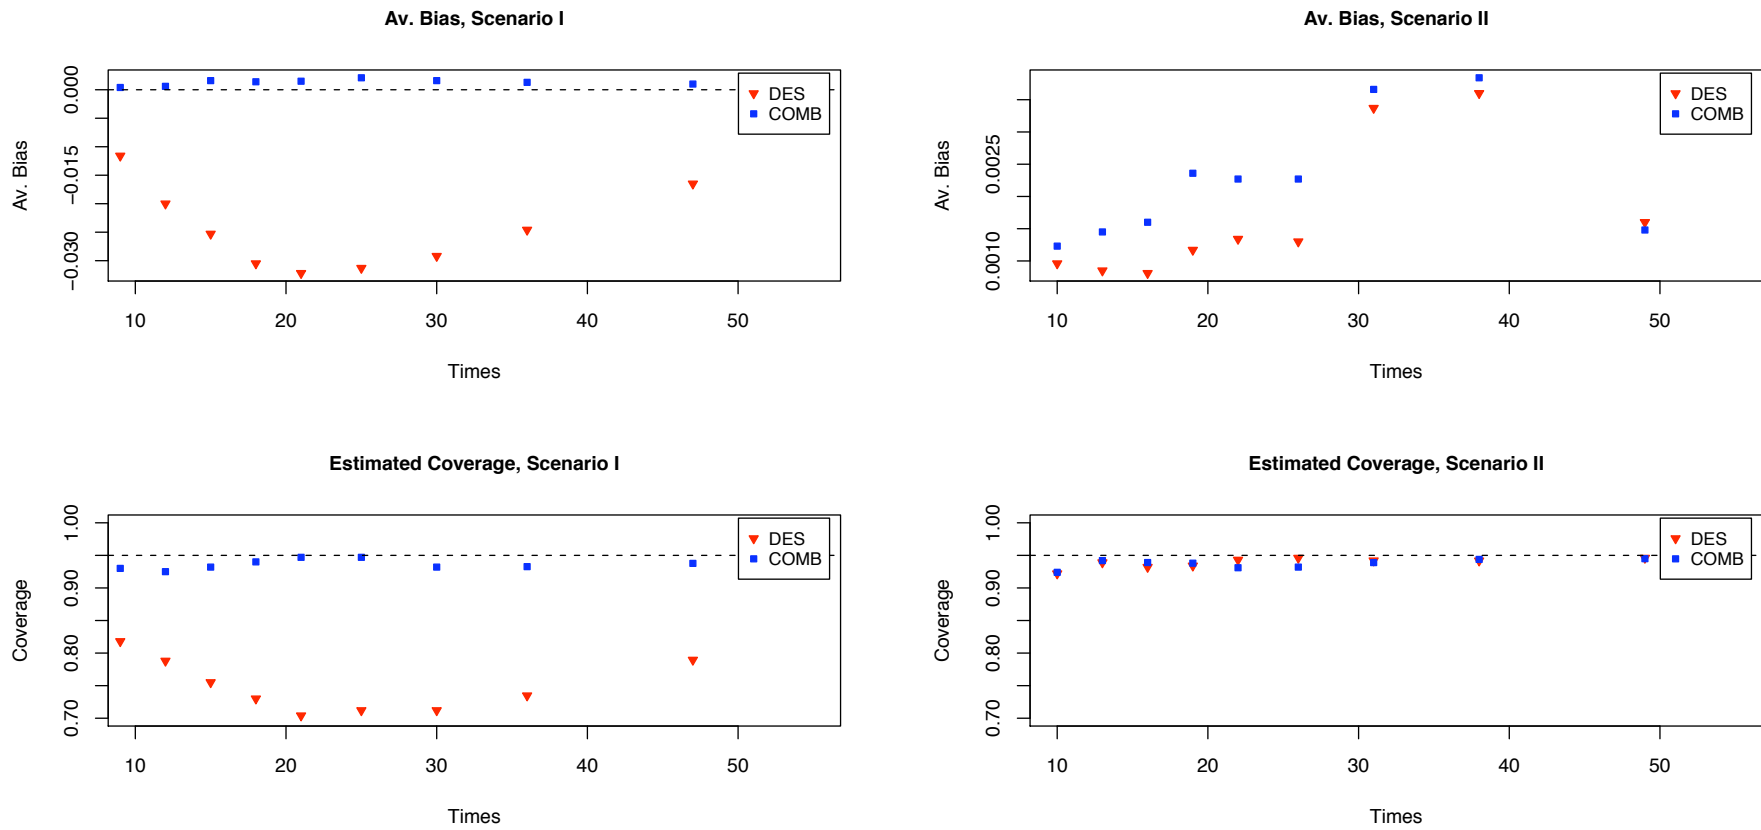 Av. Bias, Scenario I
Av. Bias
0.000
−0.015
−0.030
DES
COMB
10 20 30 40 50
Times
Av. Bias, Scenario II
Av. Bias
0.0025
0.0010
DES
COMB
10 20 30 40 50
Times
Estimated Coverage, Scenario I
Coverage
1.00
0.90
0.80
0.70
DES
COMB
10 20 30 40 50
Times
Estimated Coverage, Scenario II
Coverage
1.00
0.90
0.80
0.70
DES
COMB
10 20 30 40 50
Times